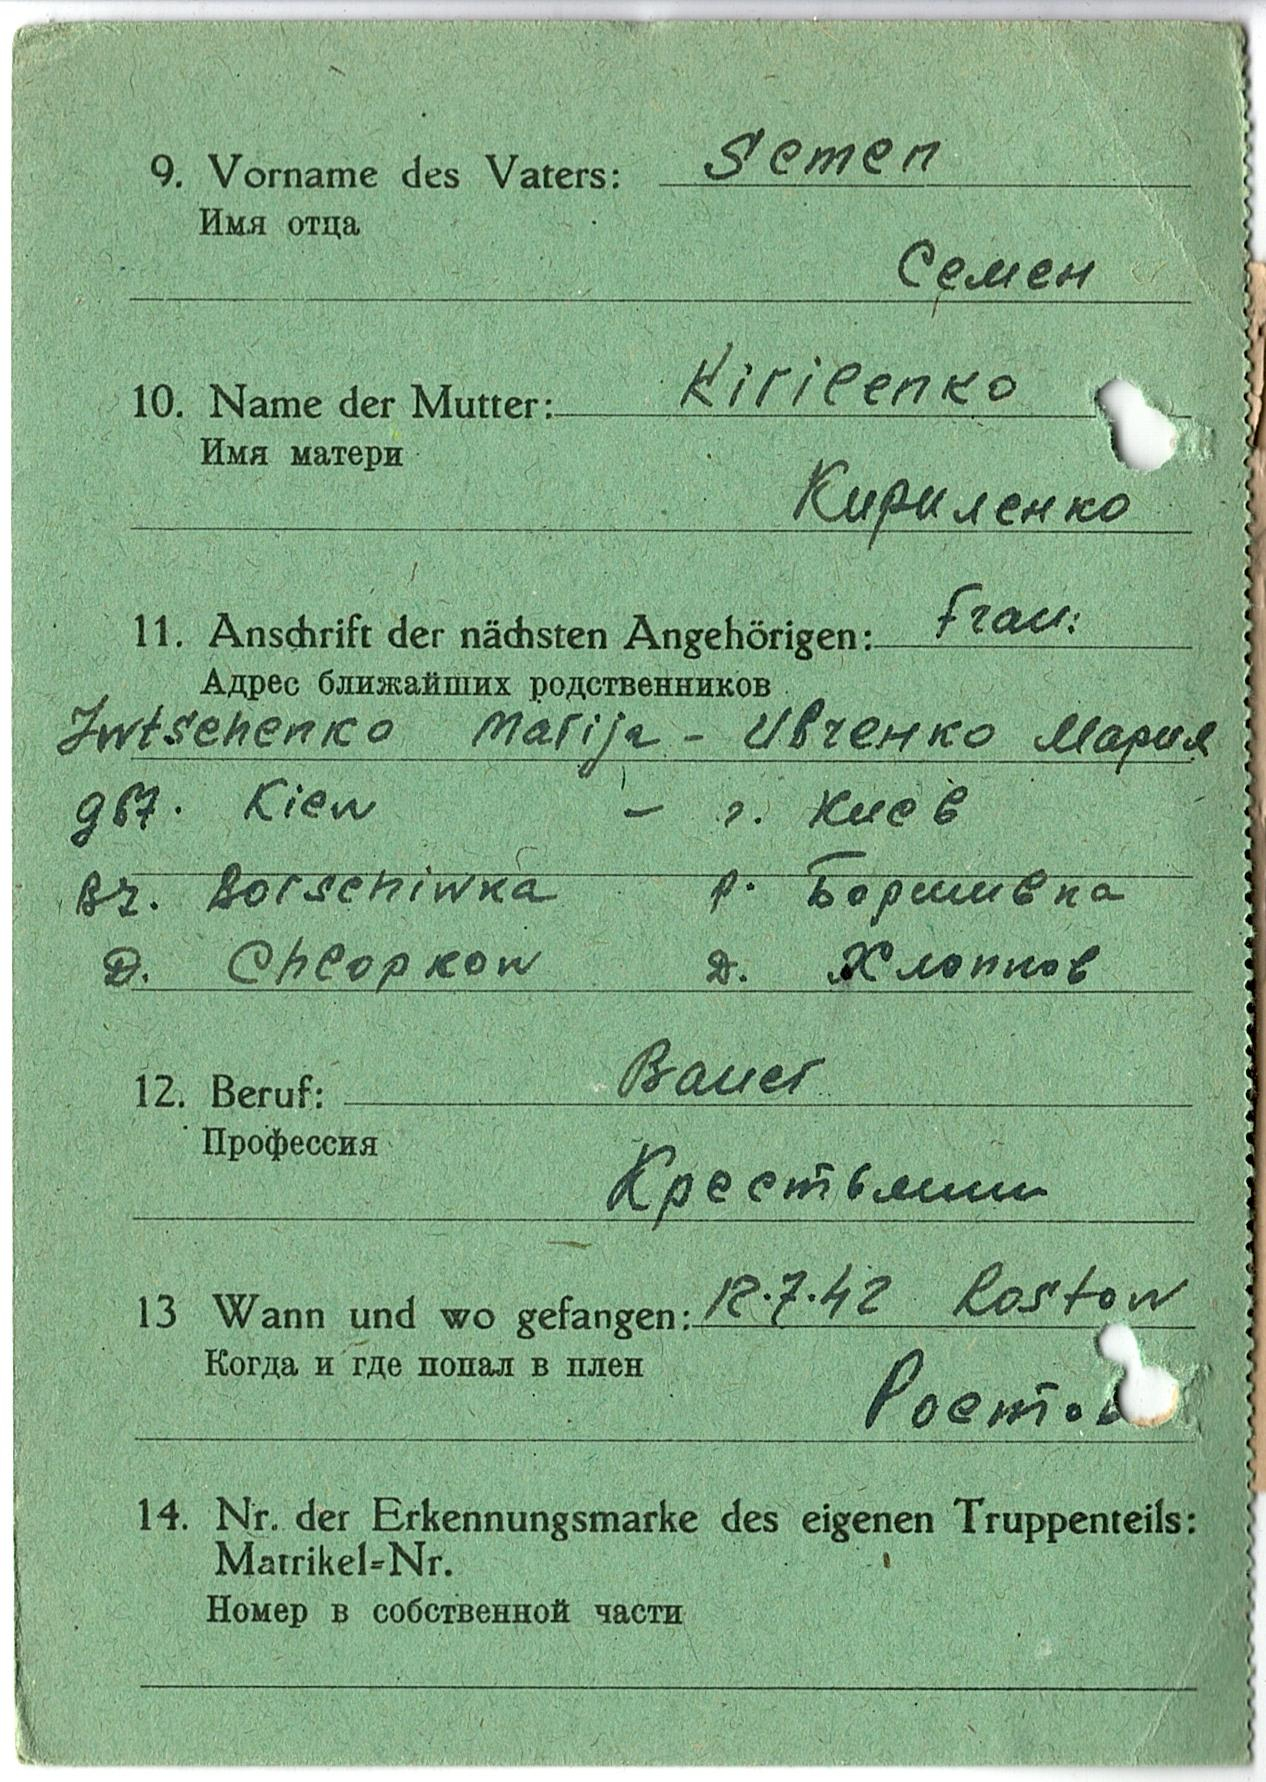 9. Vorname des Vaters: Semen
Имя отца
Семен
10. Name der Mutter: Kirilenko
Имя матери
Кириленко
11. Anschrift der nächsten Angehörigen: Frau:
Адрес ближайших родственников
Iwtschenko Marija - Ивченко Мария
Kiew - г. Киев
Bz. Borschiwka р. Борщивка
D. Chlopkow д. Хлопков
12. Beruf: Bauer
Профессия
Крестьянин
13 Wann und wo gefangen: 12.7.42 Rostow
Когда и где попал в плен
Ростов
14. Nr. der Erkennungsmarke des eigenen Truppenteils:
Matrikel=Nr.
Номер в собственной части